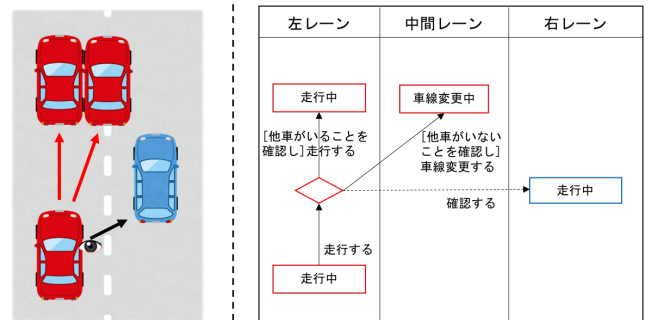 左レーン
中間レーン
右レーン
走行中
車線変更中
[他車がいることを
確認し]走行する
[他車がいない
ことを確認し]
車線変更する
走行中
確認する
走行する
走行中